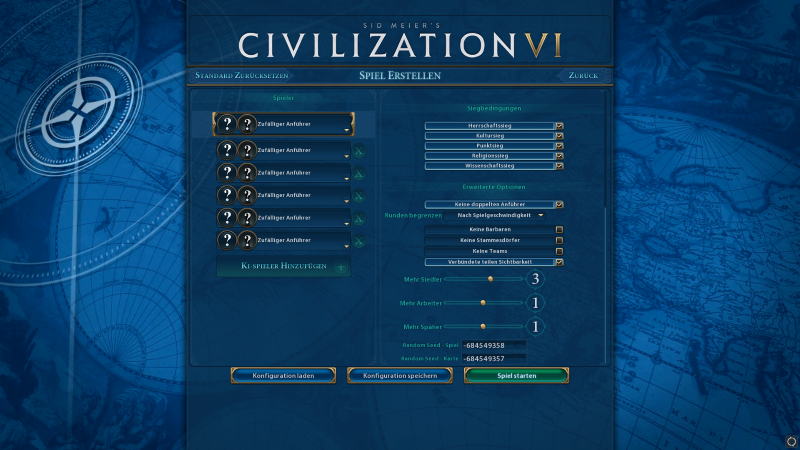 SID MEIER'S
CIVILIZATION VI
STANDARD ZURÜCKSETZEN
SPIEL ERSTELLEN
ZURÜCK
Spieler
? ? Zufälliger Anführer
? ? Zufälliger Anführer
? ? Zufälliger Anführer
? ? Zufälliger Anführer
? ? Zufälliger Anführer
? ? Zufälliger Anführer
KI-SPIELER HINZUFÜGEN
Siegbedingungen
Herrschaftssieg
Kultursieg
Punktsieg
Religionssieg
Wissenschaftssieg
Erweiterte Optionen
Keine doppelten Anführer
Runden begrenzen Nach Spielgeschwindigkeit
Keine Barbaren
Keine Stammesdörfer
Keine Teams
Verbündete teilen Sichtbarkeit
Mehr Siedler 3
Mehr Arbeiter 1
Mehr Späher 1
Random Seed - Spiel -684549358
Random Seed - Karte -684549357
Konfiguration laden
Konfiguration speichern
Spiel starten